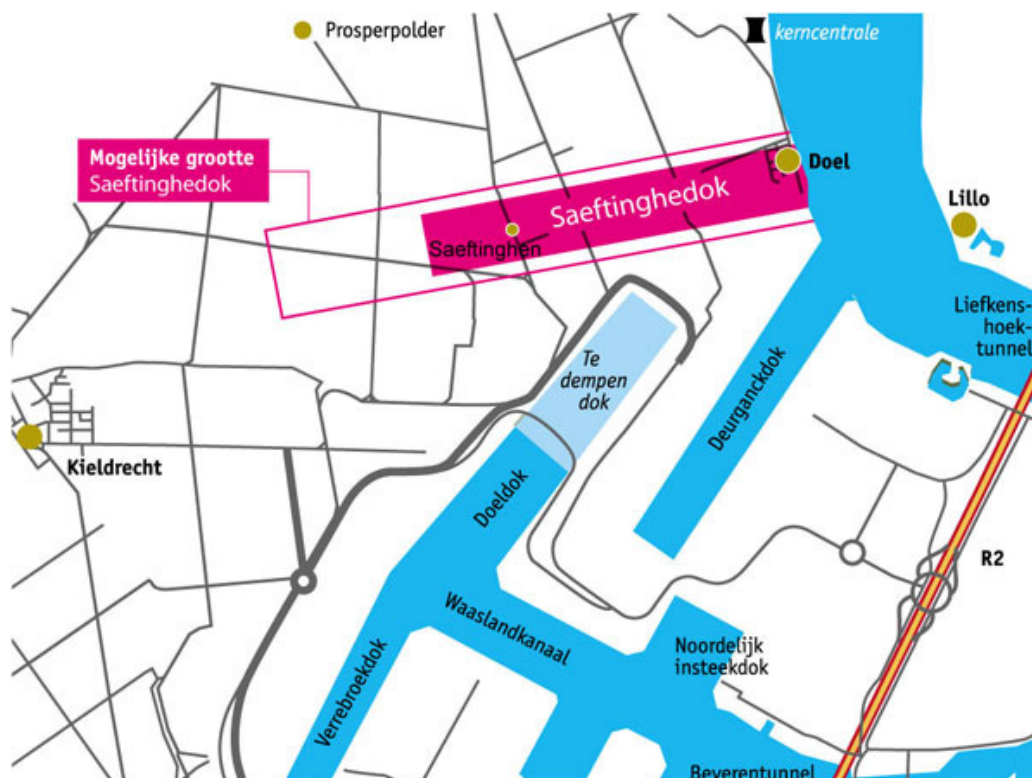 Prosperpolder
kerncentrale
Mogelijke grootte
Saeftinghedok
Saeftinghedok
Doel
Lillo
Saeftinghen
Liefkens-
hoek-
tunnel
Te
dempen
dok
Deurganckdok
Kieldrecht
Doeldok
R2
Waaslandkanaal
Noordelijk
insteekdok
Verrebroekdok
Beverentunnel